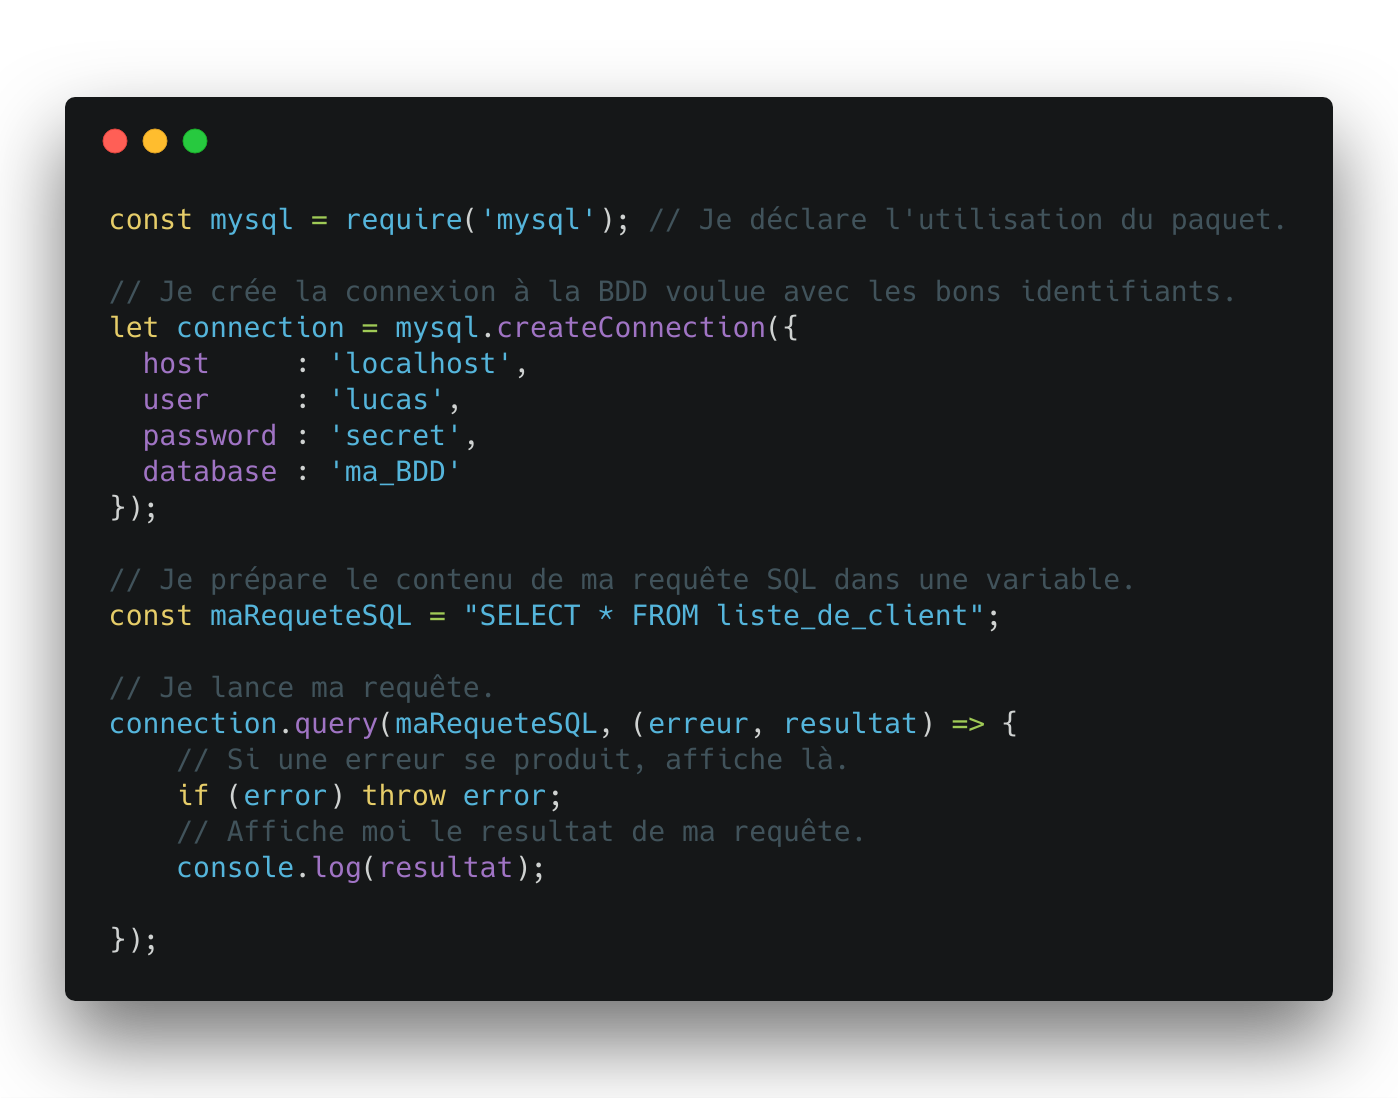 const mysql = require('mysql'); // Je déclare l'utilisation du paquet.
// Je crée la connexion à la BDD voulue avec les bons identifiants.
let connection = mysql.createConnection({
  host     : 'localhost',
  user     : 'lucas',
  password : 'secret',
  database : 'ma_BDD'
});
// Je prépare le contenu de ma requête SQL dans une variable.
const maRequeteSQL = "SELECT * FROM liste_de_client";
// Je lance ma requête.
connection.query(maRequeteSQL, (erreur, resultat) => {
    // Si une erreur se produit, affiche là.
    if (error) throw error;
    // Affiche moi le resultat de ma requête.
    console.log(resultat);
});